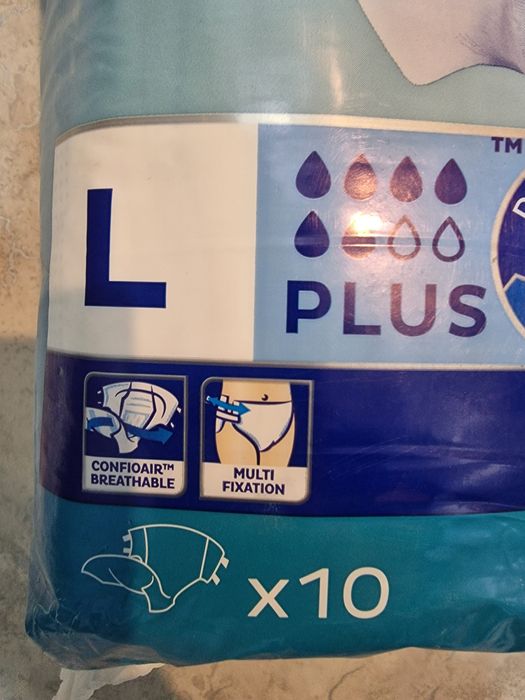 TM
L
PLUS
CONFIOAIR™
BREATHABLE
MULTI
FIXATION
x10